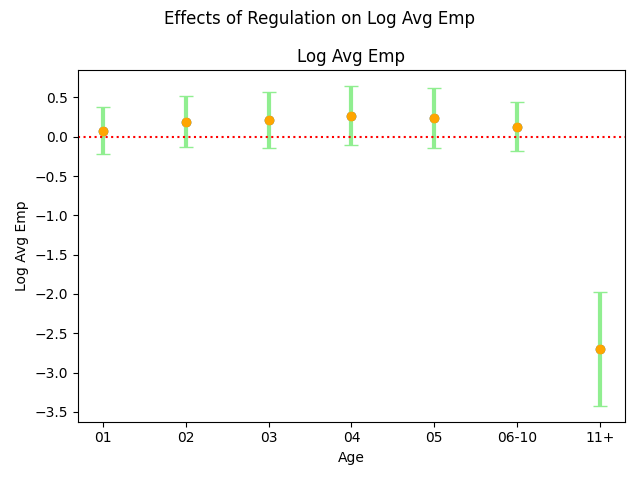 Effects of Regulation on Log Avg Emp
Log Avg Emp
0.5
0.0
−0.5
−1.0
−1.5
−2.0
−2.5
−3.0
−3.5
Log Avg Emp
01 02 03 04 05 06-10 11+
Age